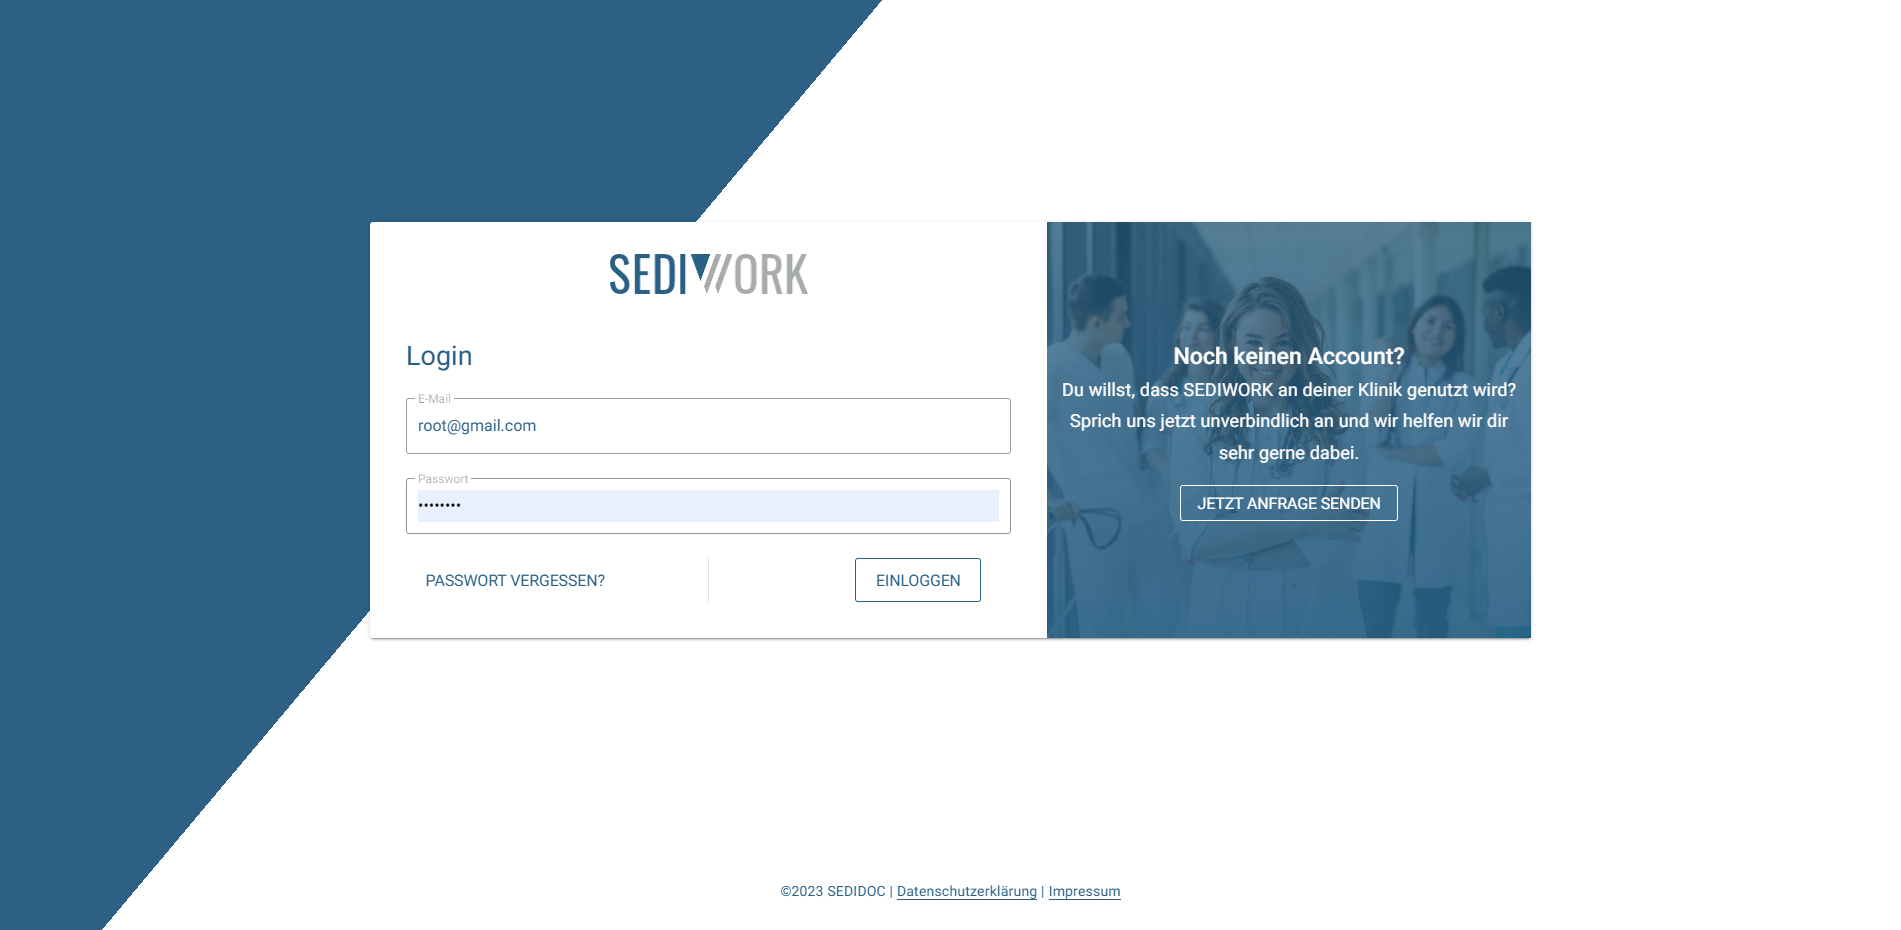 SEDIWORK
Login
E-Mail
root@gmail.com
Passwort
••••••••
PASSWORT VERGESSEN?
EINLOGGEN
Noch keinen Account?
Du willst, dass SEDIWORK an deiner Klinik genutzt wird?
Sprich uns jetzt unverbindlich an und wir helfen wir dir
sehr gerne dabei.
JETZT ANFRAGE SENDEN
©2023 SEDIDOC | Datenschutzerklärung | Impressum